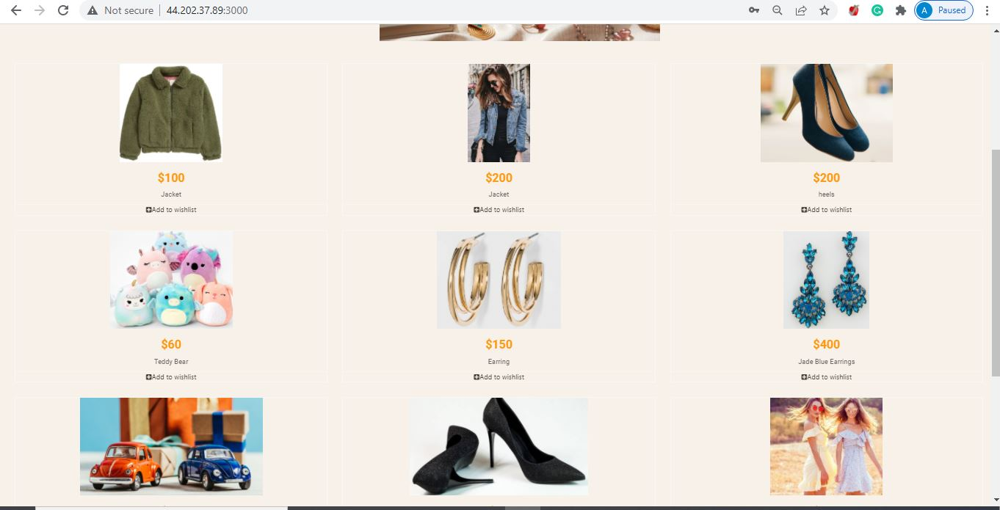 Not secure
44.202.37.89:3000
A
Paused
$100
Jacket
Add to wishlist
$200
Jacket
Add to wishlist
$200
heels
Add to wishlist
$60
Teddy Bear
Add to wishlist
$150
Earring
Add to wishlist
$400
Jade Blue Earrings
Add to wishlist